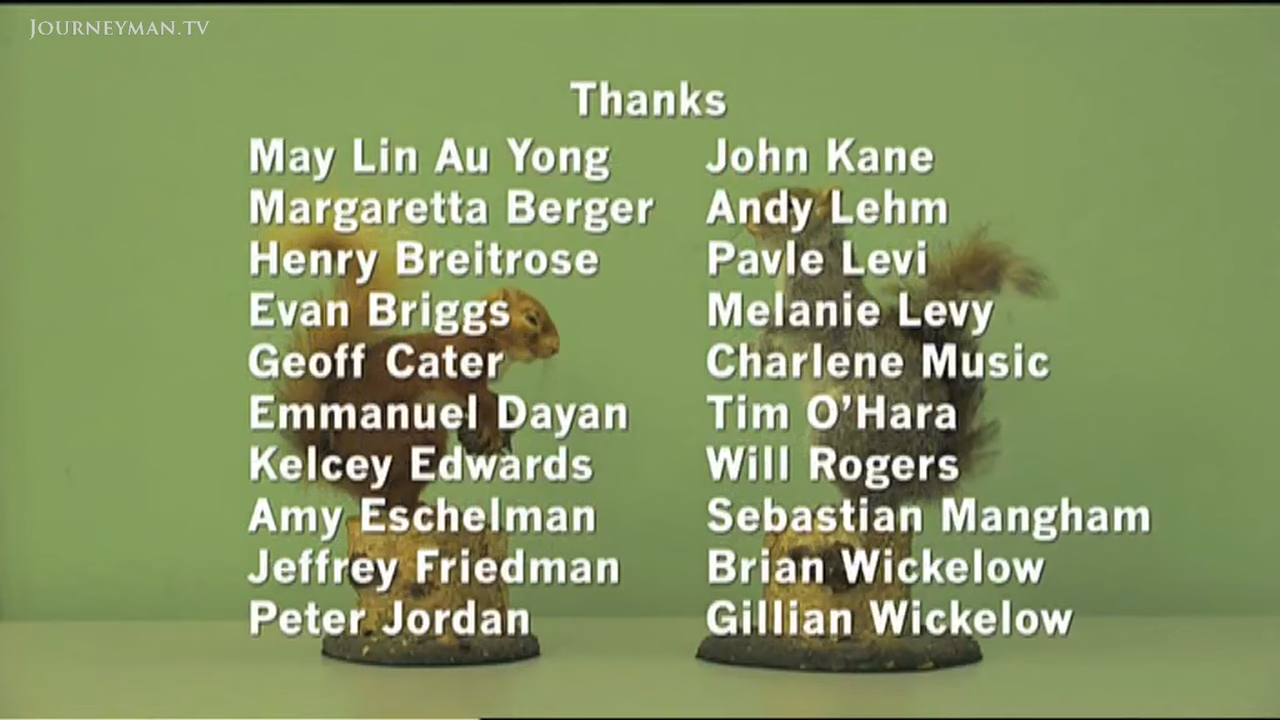 JOURNEYMAN.TV
Thanks
May Lin Au Yong
Margaretta Berger
Henry Breitrose
Evan Briggs
Geoff Cater
Emmanuel Dayan
Kelcey Edwards
Amy Eschelman
Jeffrey Friedman
Peter Jordan
John Kane
Andy Lehm
Pavle Levi
Melanie Levy
Charlene Music
Tim O'Hara
Will Rogers
Sebastian Mangham
Brian Wickelow
Gillian Wickelow